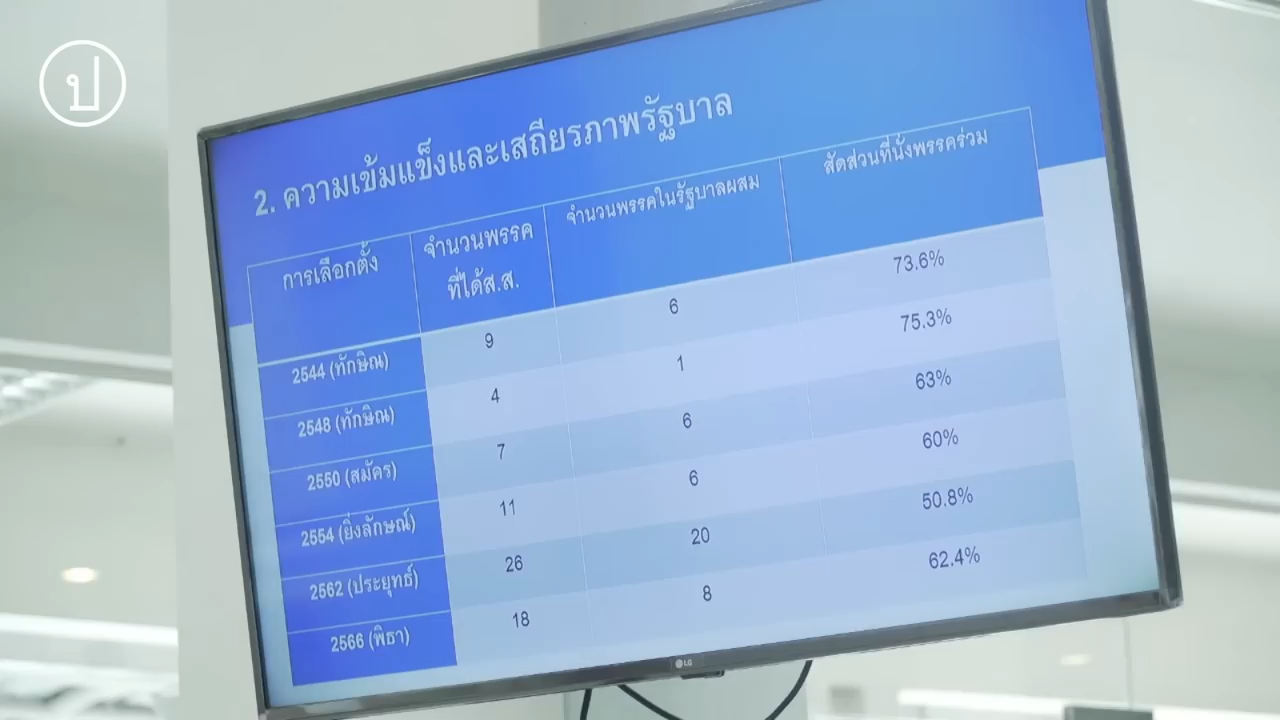 ป
2. ความเข้มแข็งและเสถียรภาพรัฐบาล
การเลือกตั้ง จำนวนพรรคที่ได้ส.ส. จำนวนพรรคในรัฐบาลผสม สัดส่วนที่นั่งพรรคร่วม
2544 (ทักษิณ) 9 6 73.6%
2548 (ทักษิณ) 4 1 75.3%
2550 (สมัคร) 7 6 63%
2554 (ยิ่งลักษณ์) 11 6 60%
2562 (ประยุทธ์) 26 20 50.8%
2566 (พิธา) 18 8 62.4%
LG